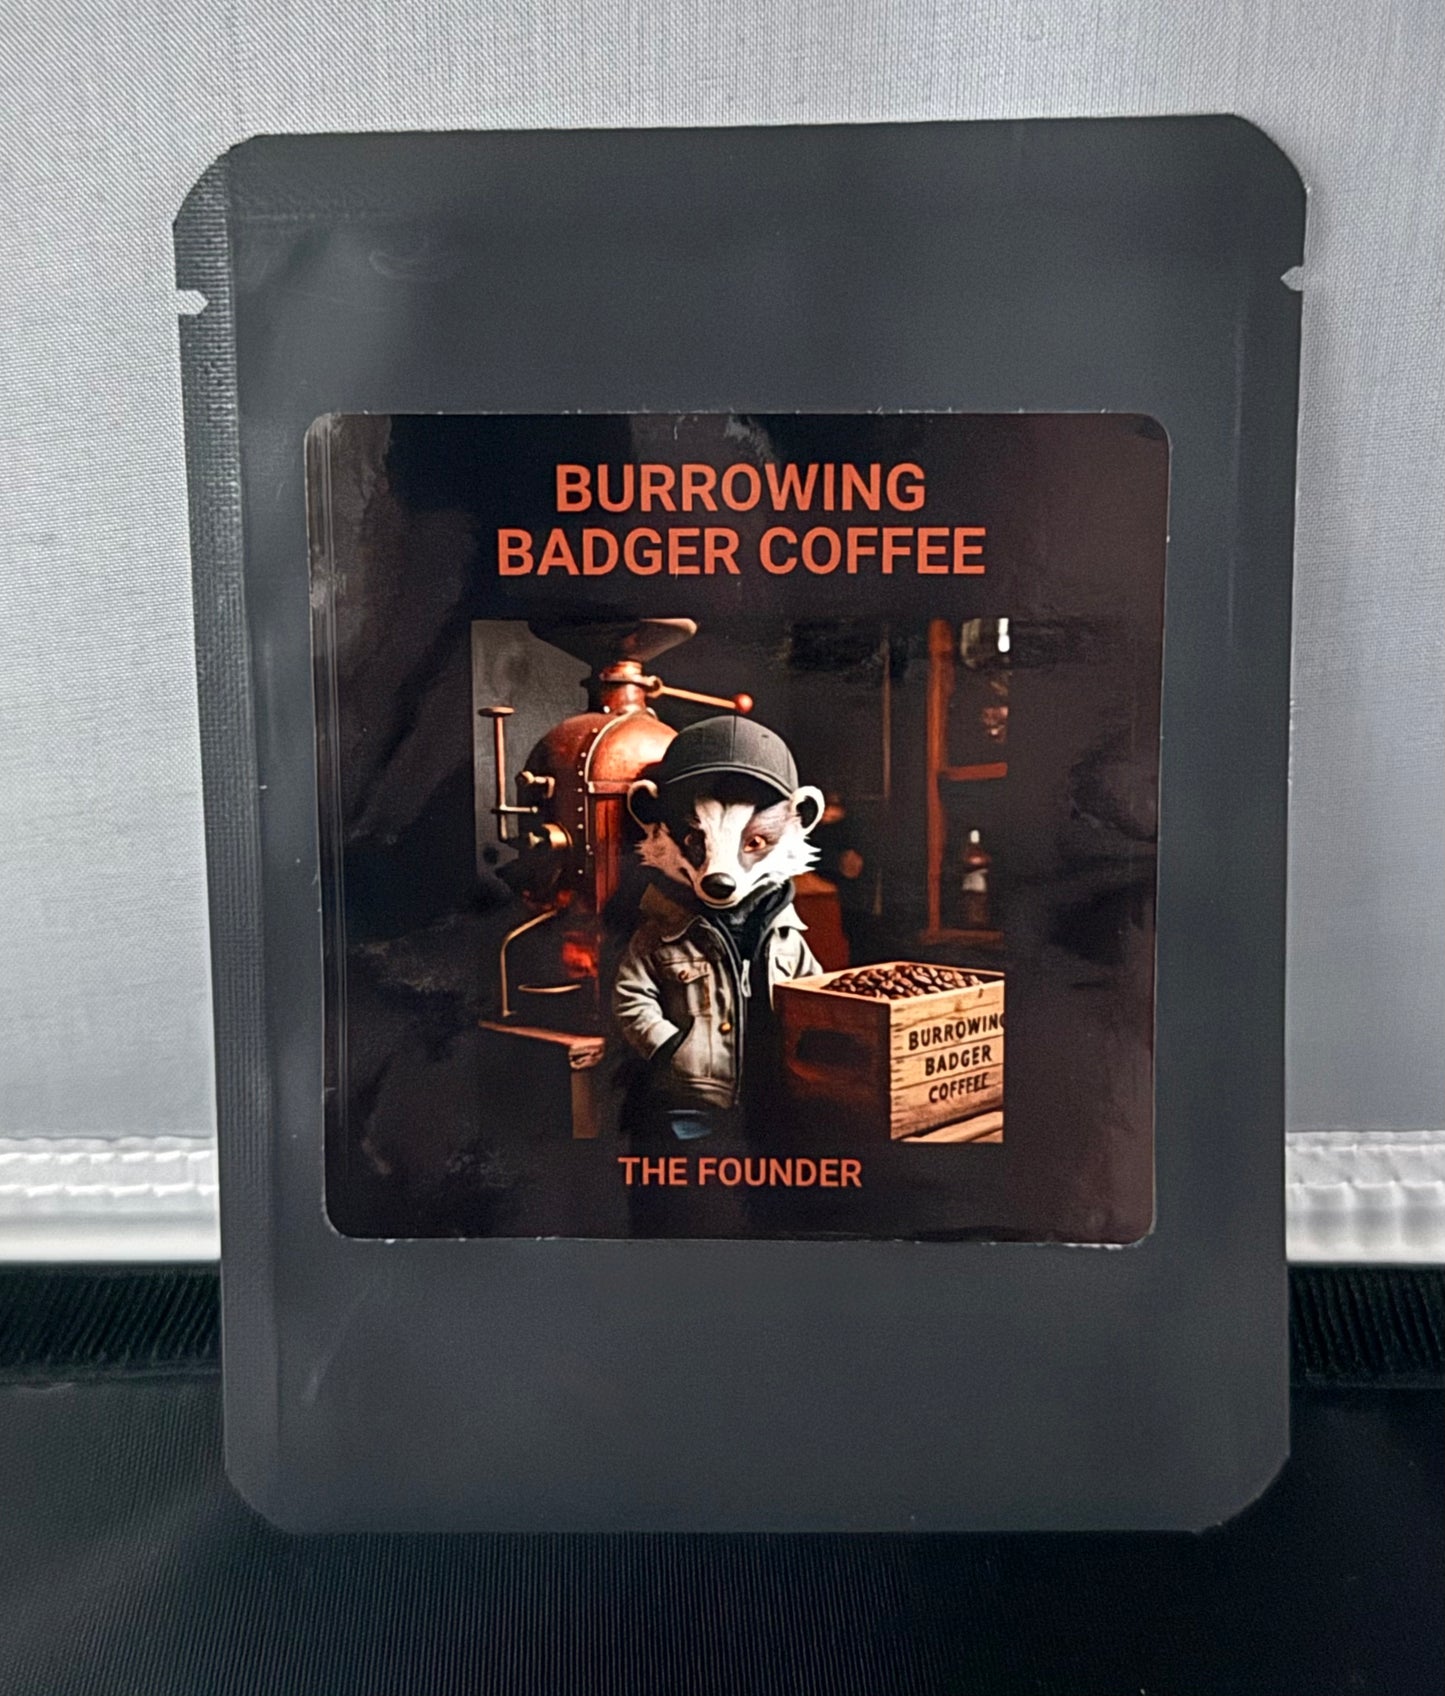 BURROWING
BADGER COFFEE
BURROWING
BADGER
COFFEE
THE FOUNDER